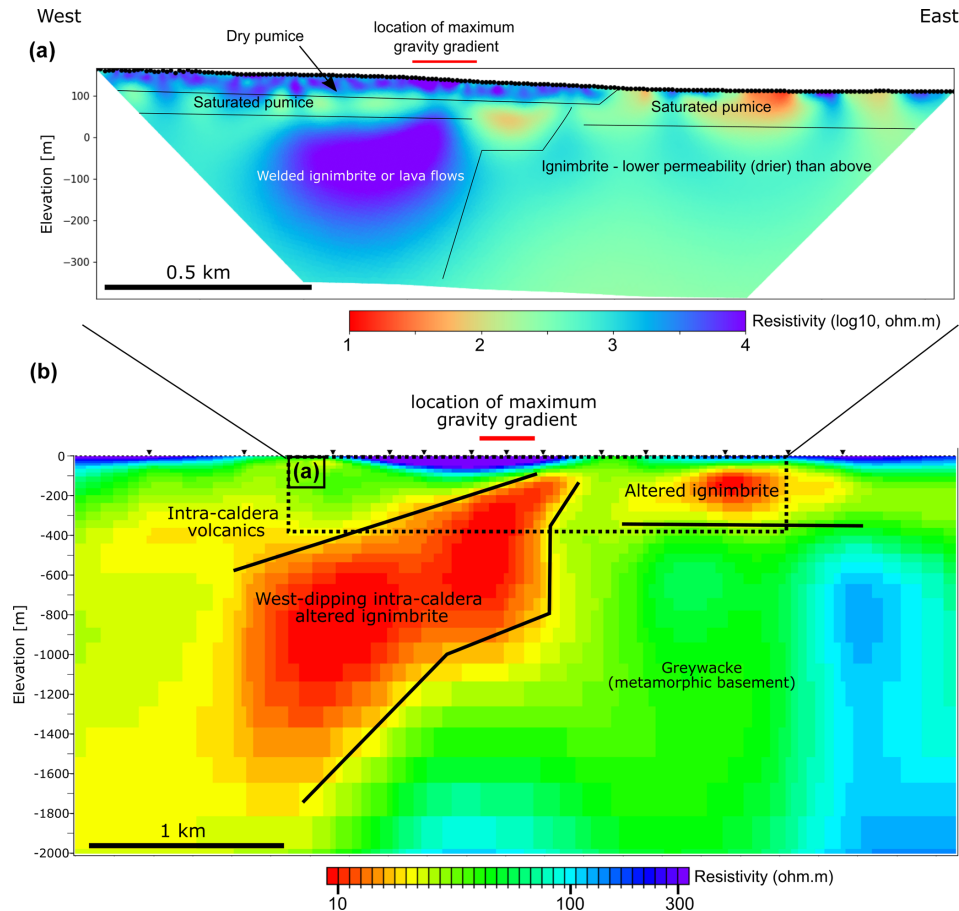 West
East
(a)
location of maximum
gravity gradient
Dry pumice
Saturated pumice
Saturated pumice
Welded ignimbrite or lava flows
Ignimbrite - lower permeability (drier) than above
Elevation [m]
100
0
−100
−200
−300
0.5 km
Resistivity (log10, ohm.m)
1
2
3
4
(b)
location of maximum
gravity gradient
(a)
Intra-caldera
volcanics
Altered ignimbrite
West-dipping intra-caldera
altered ignimbrite
Greywacke
(metamorphic basement)
Elevation [m]
0
-200
-400
-600
-800
-1000
-1200
-1400
-1600
-1800
-2000
1 km
Resistivity (ohm.m)
10
100
300